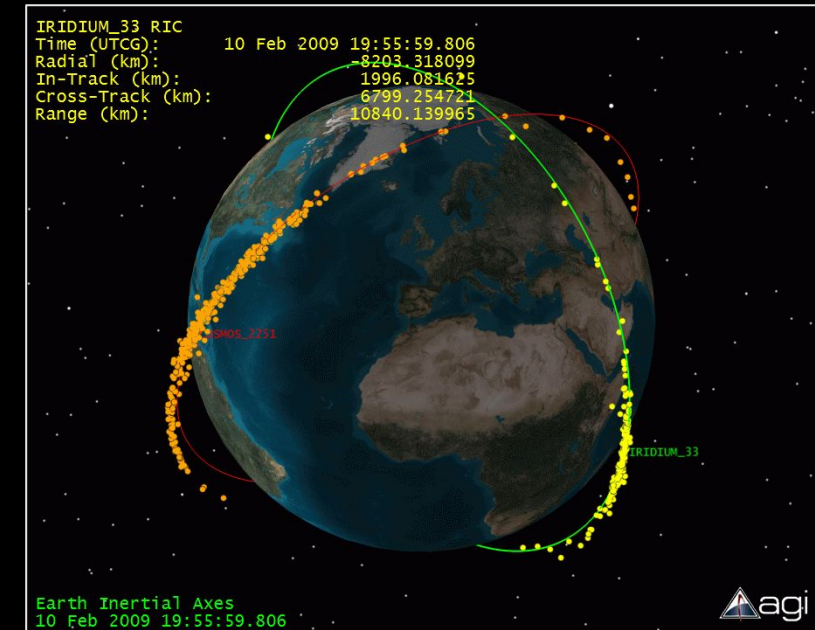 IRIDIUM_33 RIC
Time (UTCG): 10 Feb 2009 19:55:59.806
Radial (km): -8203.318099
In-Track (km): 1996.081625
Cross-Track (km): 6799.254721
Range (km): 10840.139965
OSMOS_2251
IRIDIUM_33
Earth Inertial Axes
10 Feb 2009 19:55:59.806
agi